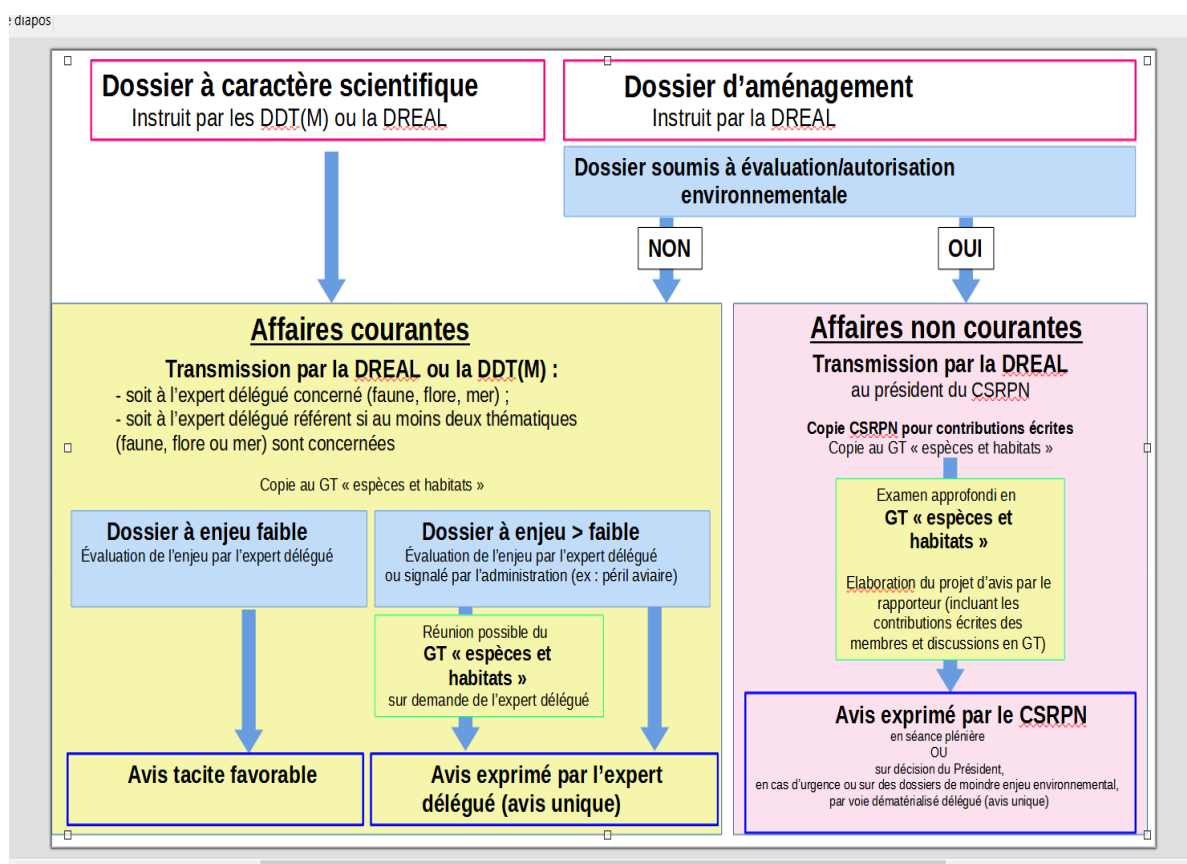 e diapos
Dossier à caractère scientifique
Instruit par les DDT(M) ou la DREAL
Dossier d’aménagement
Instruit par la DREAL
Dossier soumis à évaluation/autorisation
environnementale
NON
OUI
Affaires courantes
Transmission par la DREAL ou la DDT(M) :
- soit à l’expert délégué concerné (faune, flore, mer) ;
- soit à l’expert délégué référent si au moins deux thématiques
(faune, flore ou mer) sont concernées
Copie au GT « espèces et habitats »
Dossier à enjeu faible
Évaluation de l’enjeu par l’expert délégué
Dossier à enjeu > faible
Évaluation de l’enjeu par l’expert délégué
ou signalé par l’administration (ex : péril aviaire)
Réunion possible du
GT « espèces et
habitats »
sur demande de l’expert délégué
Avis tacite favorable
Avis exprimé par l’expert
délégué (avis unique)
Affaires non courantes
Transmission par la DREAL
au président du CSRPN
Copie CSRPN pour contributions écrites
Copie au GT « espèces et habitats »
Examen approfondi en
GT « espèces et
habitats »
Elaboration du projet d’avis par le
rapporteur (incluant les
contributions écrites des
membres et discussions en GT)
Avis exprimé par le CSRPN
en séance plénière
OU
sur décision du Président,
en cas d’urgence ou sur des dossiers de moindre enjeu environnemental,
par voie dématérialisé délégué (avis unique)